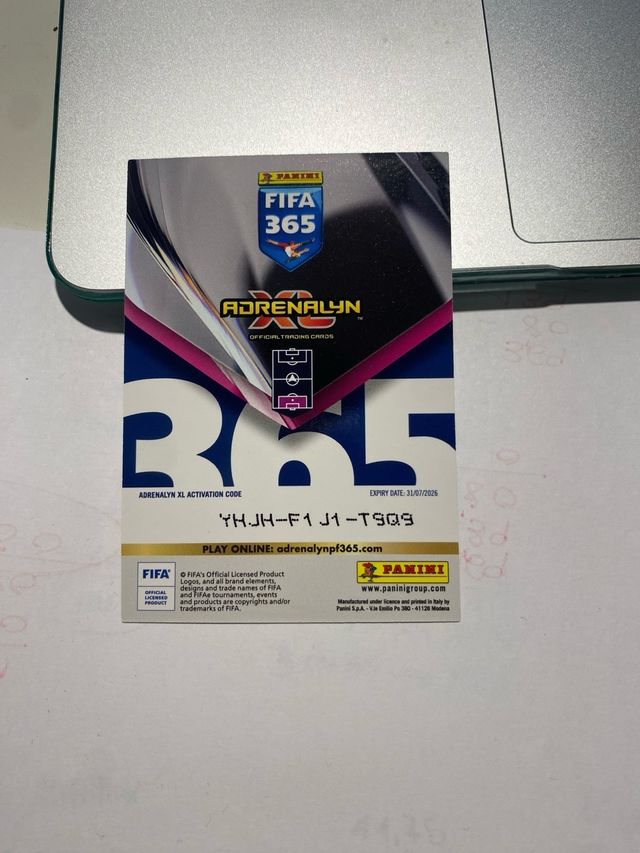 PANINI
FIFA
365
ADRENALYN
XL™
OFFICIAL TRADING CARDS
365
ADRENALYN XL ACTIVATION CODE
EXPIRY DATE: 31/07/2026
YHJH-F1J1-T9Q9
PLAY ONLINE: adrenalynpf365.com
FIFA®
OFFICIAL
LICENSED
PRODUCT
© FIFA's Official Licensed Product
Logos, and all brand elements,
designs and trade names of FIFA
and FIFAe tournaments, events
and products are copyrights and/or
trademarks of FIFA.
PANINI
www.paninigroup.com
Manufactured under licence and printed in Italy by
Panini S.p.A. - V.le Emilio Po 380 - 41126 Modena